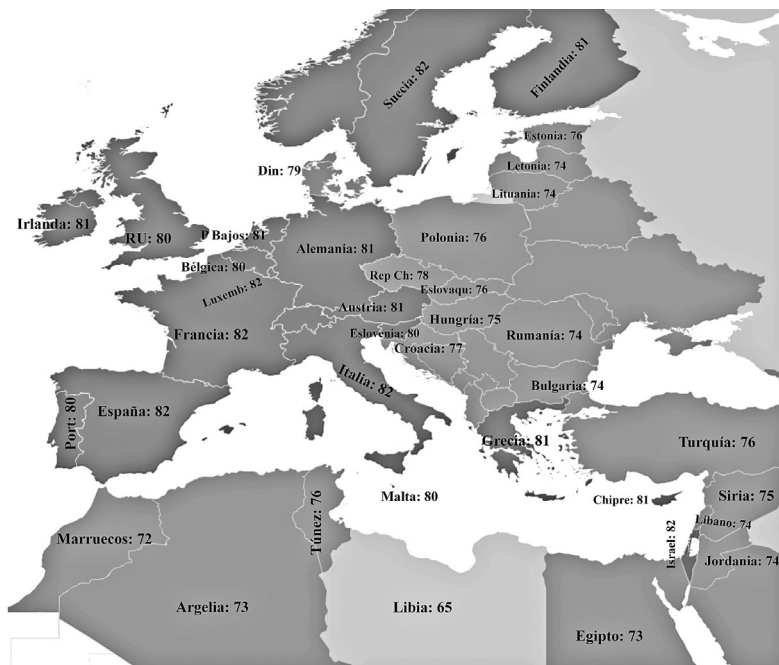 Suecia: 82
Finlandia: 81
Estonia: 76
Letonia: 74
Din: 79
Lituania: 74
Irlanda: 81
RU: 80
P Bajos: 81
Alemania: 81
Polonia: 76
Bélgica: 80
Rep Ch: 78
Luxemb: 82
Eslovaqu: 76
Austria: 81
Hungría: 75
Francia: 82
Eslovenia: 80
Rumanía: 74
Croacia: 77
Italia: 82
Bulgaria: 74
Port: 80
España: 82
Grecia: 81
Turquía: 76
Túnez: 76
Malta: 80
Chipre: 81
Siria: 75
Líbano: 74
Marruecos: 72
Israel: 82
Jordania: 74
Argelia: 73
Libia: 65
Egipto: 73